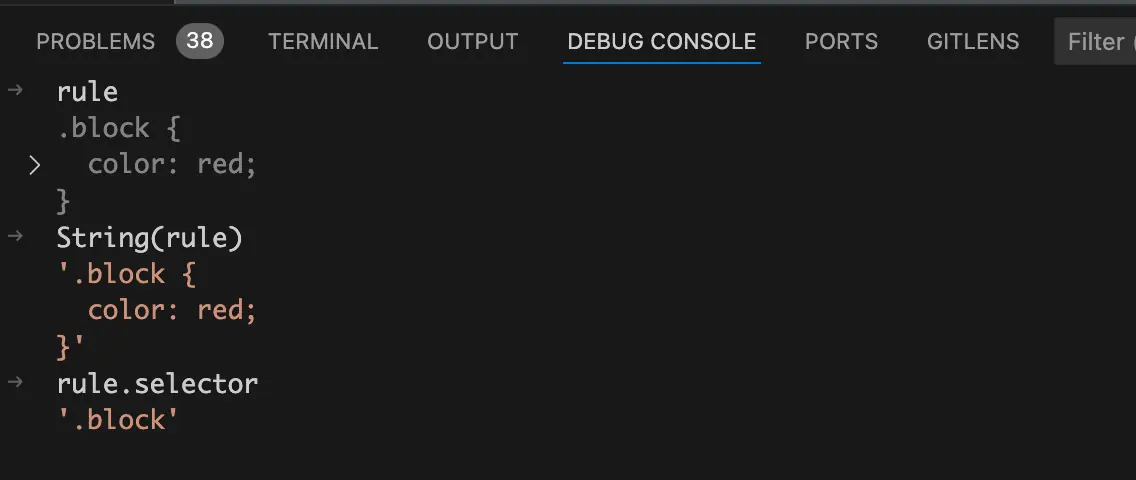 PROBLEMS 38 TERMINAL OUTPUT DEBUG CONSOLE PORTS GITLENS Filter (
rule
.block {
  color: red;
}
String(rule)
'.block {
  color: red;
}'
rule.selector
'.block'